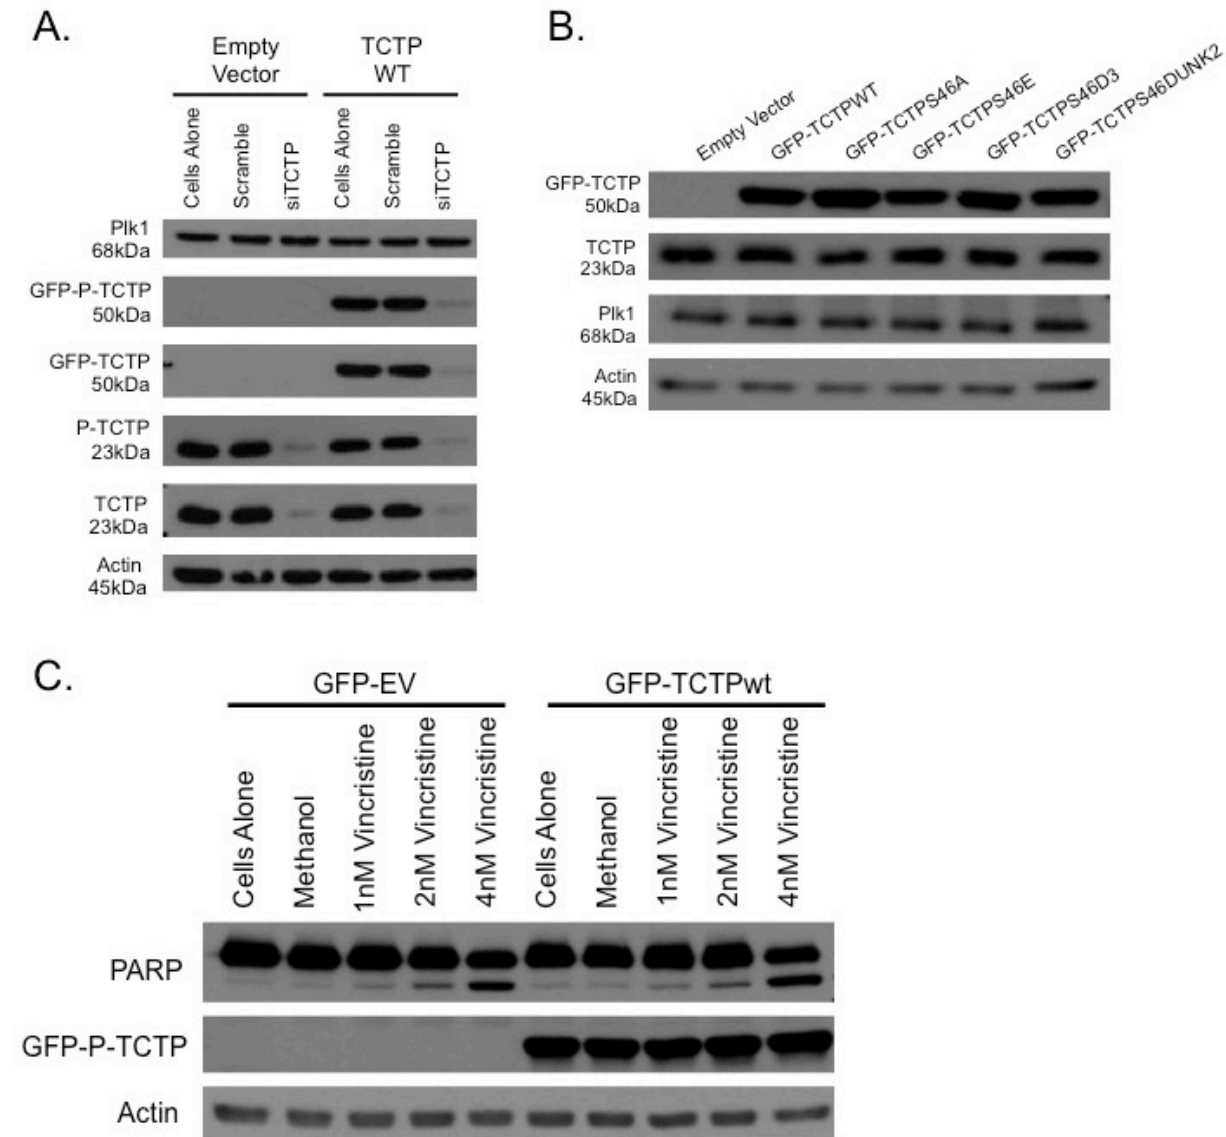 A.
Empty
Vector
TCTP
WT
Cells Alone
Scramble
siTCTP
Cells Alone
Scramble
siTCTP
Plk1
68kDa
GFP-P-TCTP
50kDa
GFP-TCTP
50kDa
P-TCTP
23kDa
TCTP
23kDa
Actin
45kDa
B.
Empty Vector
GFP-TCTPWT
GFP-TCTPS46A
GFP-TCTPS46E
GFP-TCTPS46D3
GFP-TCTPS46DUNK2
GFP-TCTP
50kDa
TCTP
23kDa
Plk1
68kDa
Actin
45kDa
C.
GFP-EV
GFP-TCTPwt
Cells Alone
Methanol
1nM Vincristine
2nM Vincristine
4nM Vincristine
Cells Alone
Methanol
1nM Vincristine
2nM Vincristine
4nM Vincristine
PARP
GFP-P-TCTP
Actin